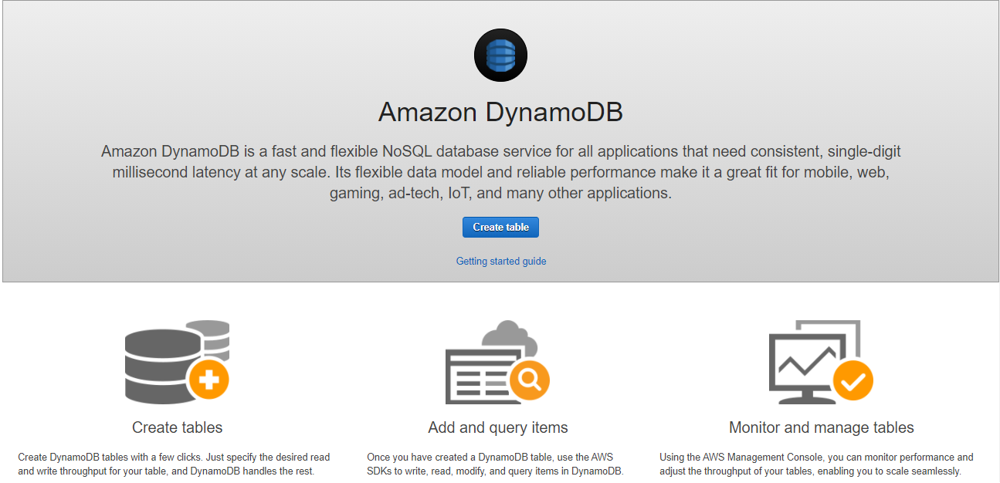 Amazon DynamoDB
Amazon DynamoDB is a fast and flexible NoSQL database service for all applications that need consistent, single-digit
millisecond latency at any scale. Its flexible data model and reliable performance make it a great fit for mobile, web,
gaming, ad-tech, IoT, and many other applications.
Create table
Getting started guide
Create tables
Create DynamoDB tables with a few clicks. Just specify the desired read
and write throughput for your table, and DynamoDB handles the rest.
Add and query items
Once you have created a DynamoDB table, use the AWS
SDKs to write, read, modify, and query items in DynamoDB.
Monitor and manage tables
Using the AWS Management Console, you can monitor performance and
adjust the throughput of your tables, enabling you to scale seamlessly.